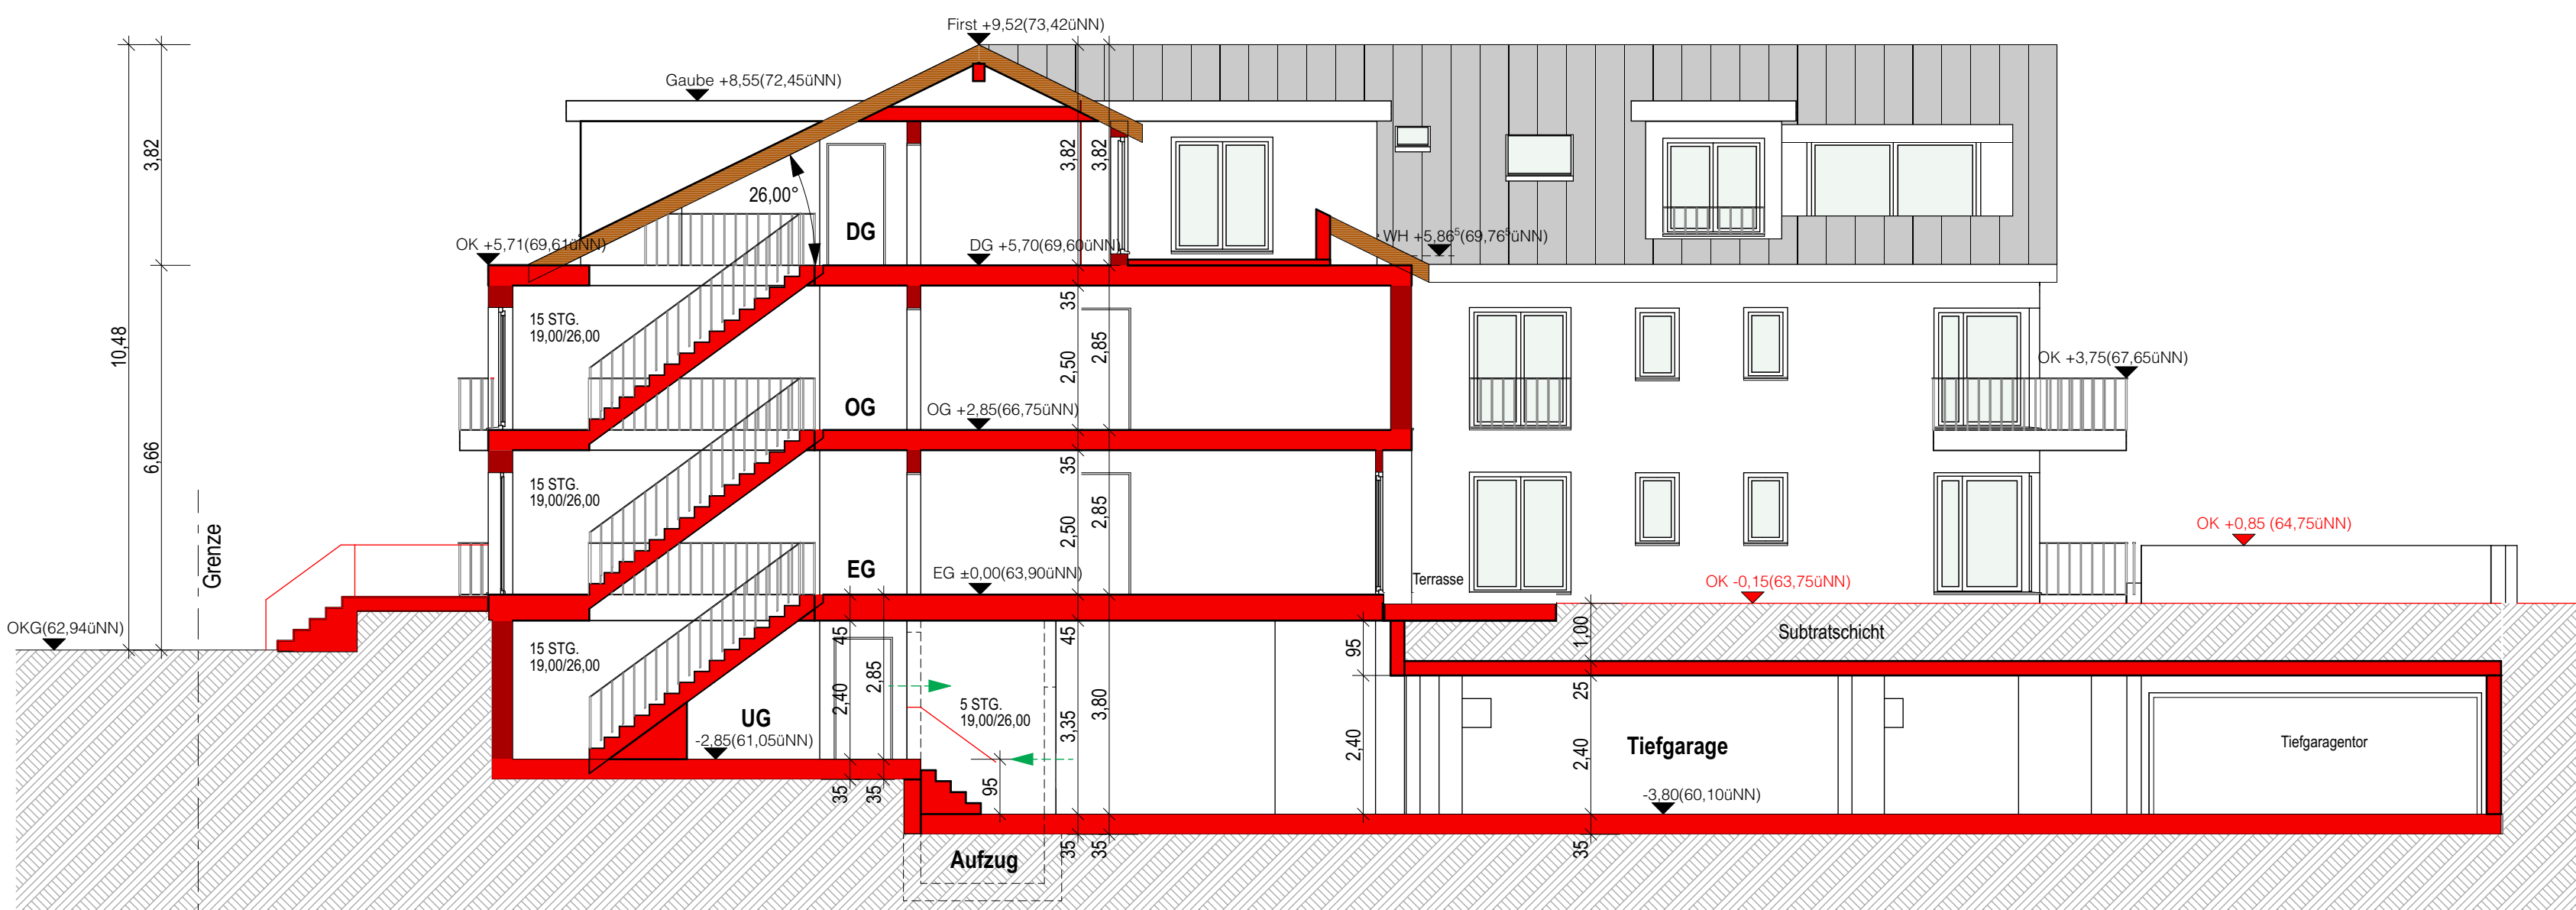 First +9,52(73,42üNN)
Gaube +8,55(72,45üNN)
3,82
3,82
3,82
26,00°
DG
OK +5,71(69,61üNN)
DG +5,70(69,60üNN)
WH +5,86⁵(69,76⁵üNN)
10,48
6,66
15 STG.
19,00/26,00
35
2,50
2,85
OK +3,75(67,65üNN)
OG
OG +2,85(66,75üNN)
15 STG.
19,00/26,00
35
2,50
2,85
Grenze
EG
EG ±0,00(63,90üNN)
Terrasse
OK -0,15(63,75üNN)
OK +0,85 (64,75üNN)
OKG(62,94üNN)
15 STG.
19,00/26,00
45
2,40
2,85
45
3,35
3,80
95
2,40
1,00
Subtratschicht
25
2,40
UG
-2,85(61,05üNN)
5 STG.
19,00/26,00
95
Tiefgarage
Tiefgaragentor
-3,80(60,10üNN)
35
35
35
35
35
Aufzug